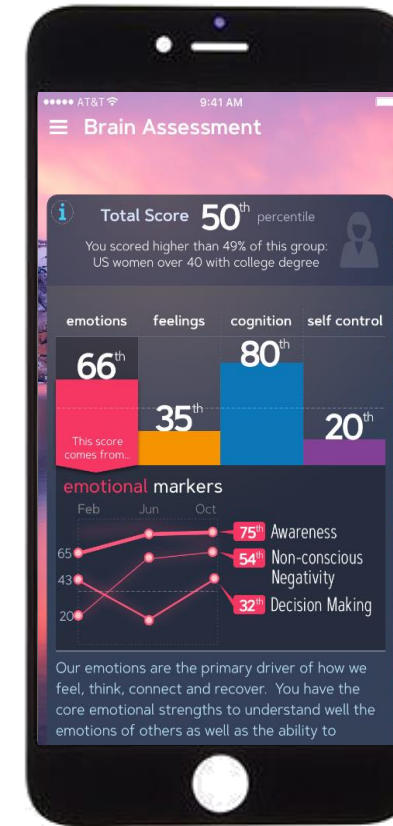 AT&T 9:41 AM
Brain Assessment
i
Total Score 50th percentile
You scored higher than 49% of this group:
US women over 40 with college degree
emotions feelings cognition self control
66th 35th 80th 20th
This score
comes from...
emotional markers
Feb Jun Oct
65
43
20
75th Awareness
54th Non-conscious
Negativity
32th Decision Making
Our emotions are the primary driver of how we
feel, think, connect and recover. You have the
core emotional strengths to understand well the
emotions of others as well as the ability to